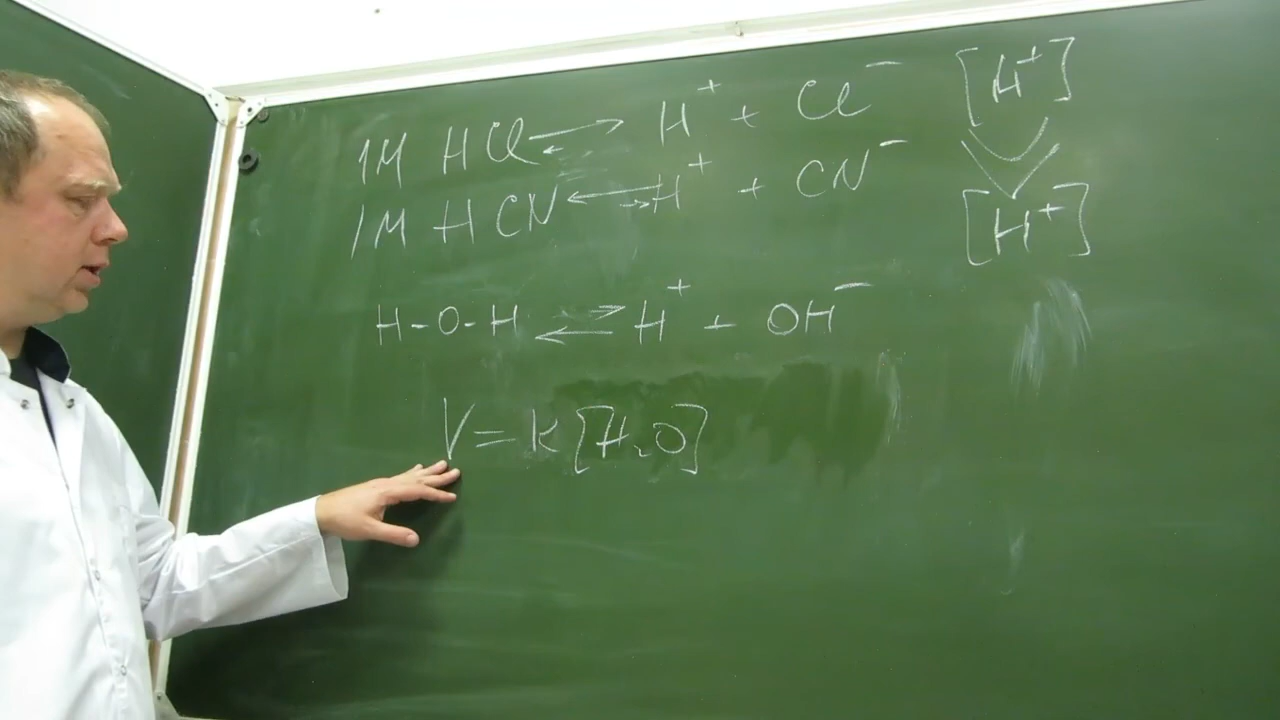 1M HCl ⇄ H⁺ + Cl⁻ [H⁺]
1M HCN ⇄ H⁺ + CN⁻ [H⁺]
H-O-H ⇄ H⁺ + OH⁻
V = k [H₂O]